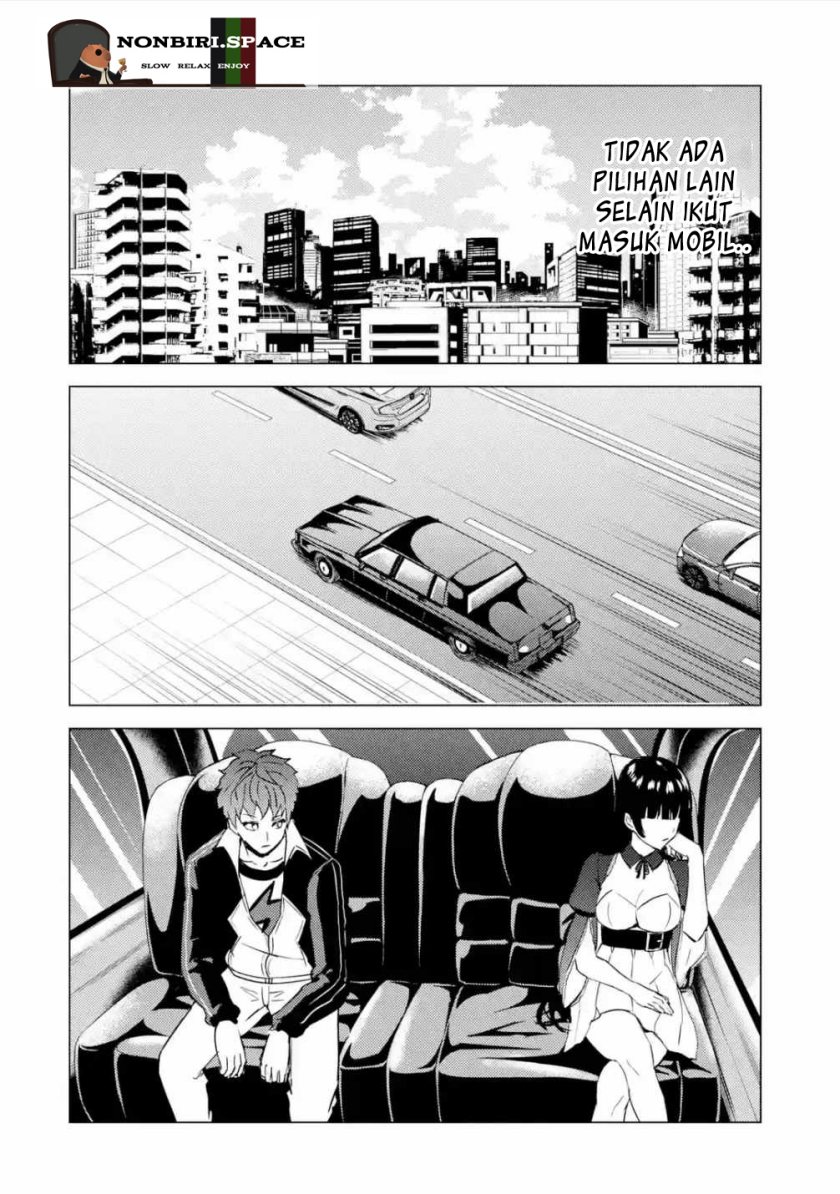 NONBIRI.SPACE
SLOW RELAX ENJOY
TIDAK ADA
PILIHAN LAIN
SELAIN IKUT
MASUK MOBIL..